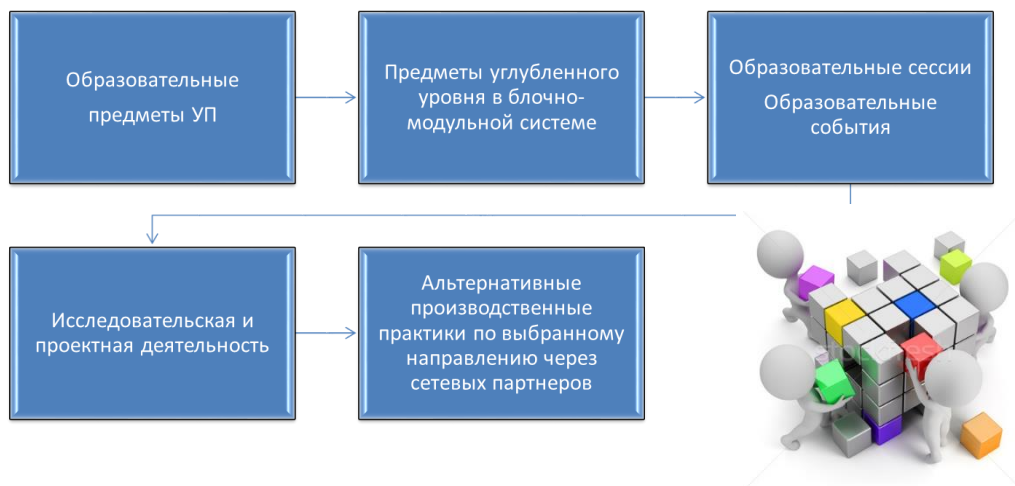 Образовательные
предметы УП
Предметы углубленного
уровня в блочно-
модульной системе
Образовательные сессии
Образовательные
события
Исследовательская и
проектная деятельность
Альтернативные
производственные
практики по выбранному
направлению через
сетевых партнеров